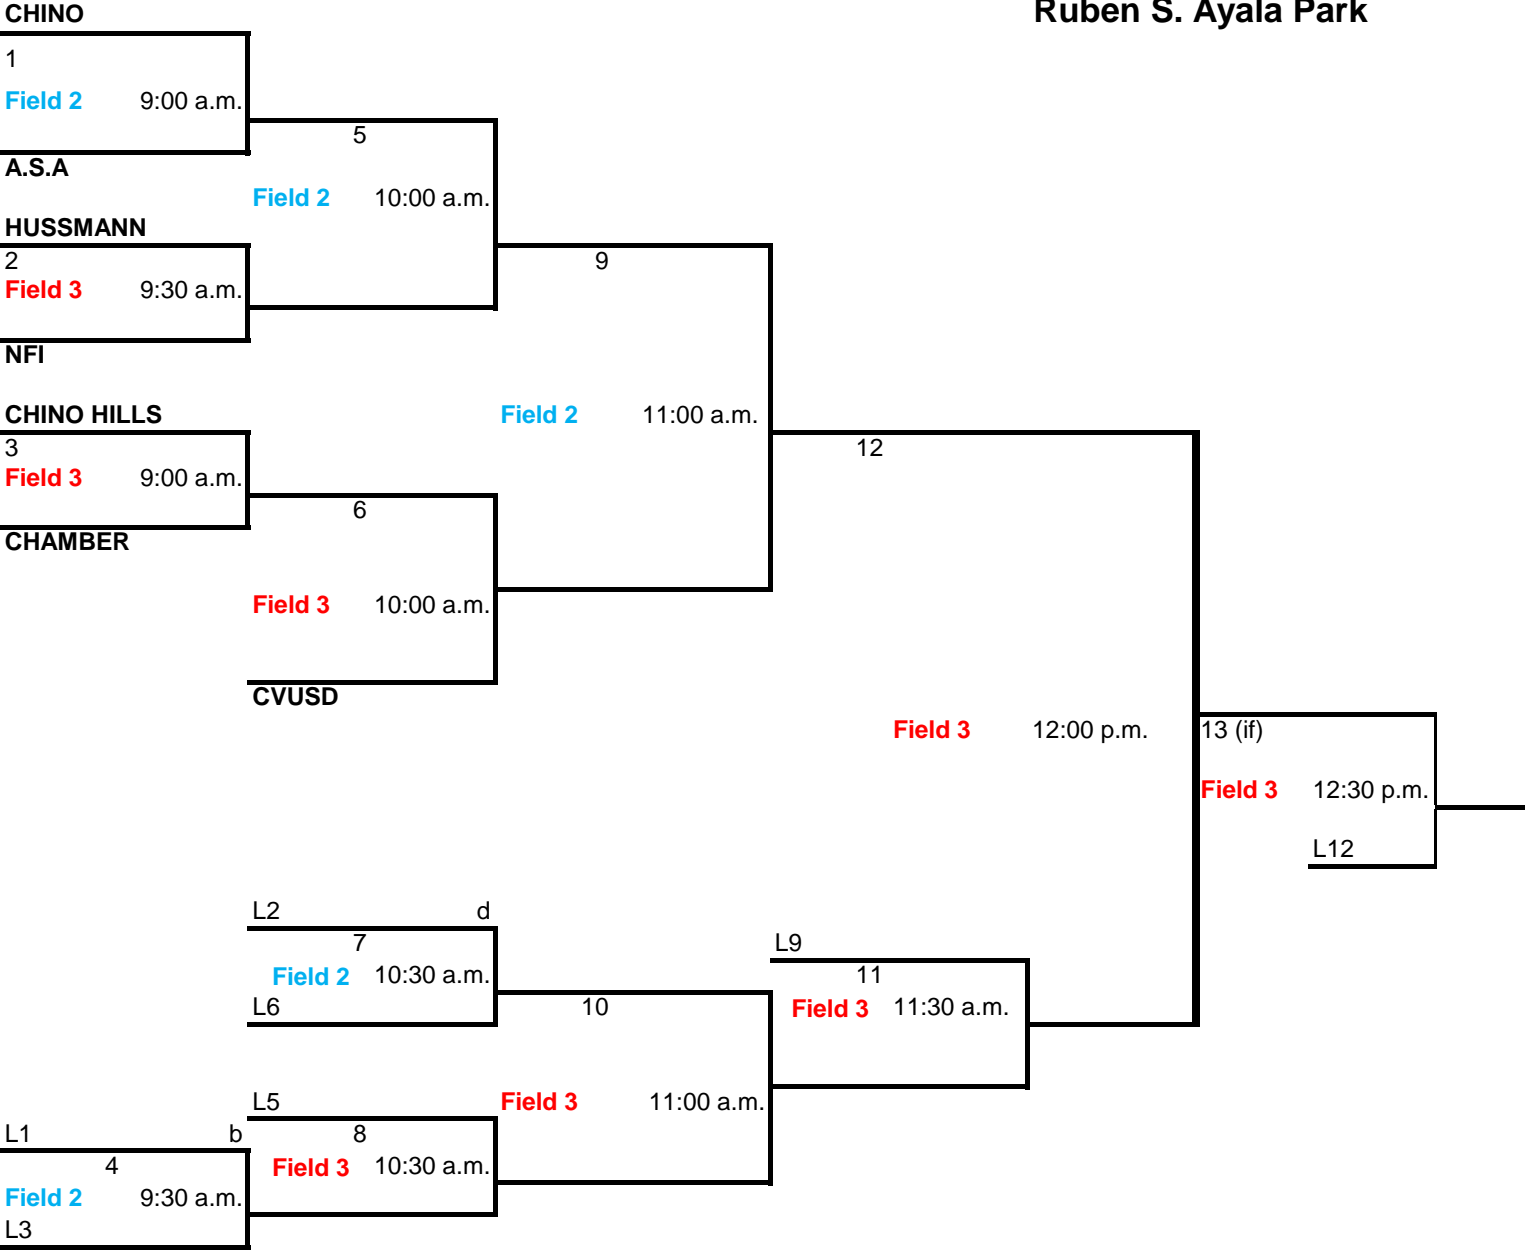 CHINO
Ruben S. Ayala Park
1
Field 2 9:00 a.m.
5
A.S.A
Field 2 10:00 a.m.
HUSSMANN
2
9
Field 3 9:30 a.m.
NFI
CHINO HILLS
Field 2 11:00 a.m.
3
12
Field 3 9:00 a.m.
6
CHAMBER
Field 3 10:00 a.m.
CVUSD
Field 3 12:00 p.m.
13 (if)
Field 3 12:30 p.m.
L12
L2 d
7
L9
Field 2 10:30 a.m.
11
L6
10
Field 3 11:30 a.m.
L5
Field 3 11:00 a.m.
L1 b
8
4
Field 3 10:30 a.m.
Field 2 9:30 a.m.
L3